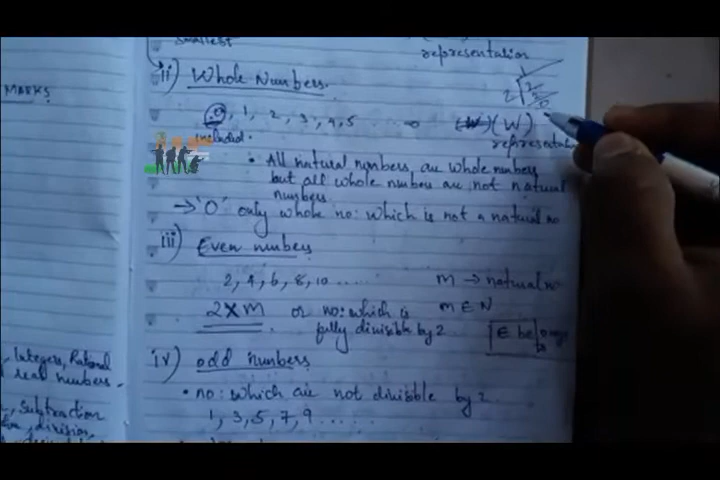 smallest
representation
ii) Whole Numbers.
MARKS
0, 1, 2, 3, 4, 5 ..... ∞ (W) (W)
included.
representation
• All natural numbers are whole numbers
but all whole numbers are not natural
numbers
→ '0' only whole no: which is not a natural no
iii) Even numbers
2, 4, 6, 8, 10 ..... m → natural no
2 x m or no: which is m ∈ N
fully divisible by 2 ∈ belongs
to
iv) odd numbers
• no: which are not divisible by 2
1, 3, 5, 7, 9 ......
, Integers, Rational
real numbers.
, Subtraction
division,